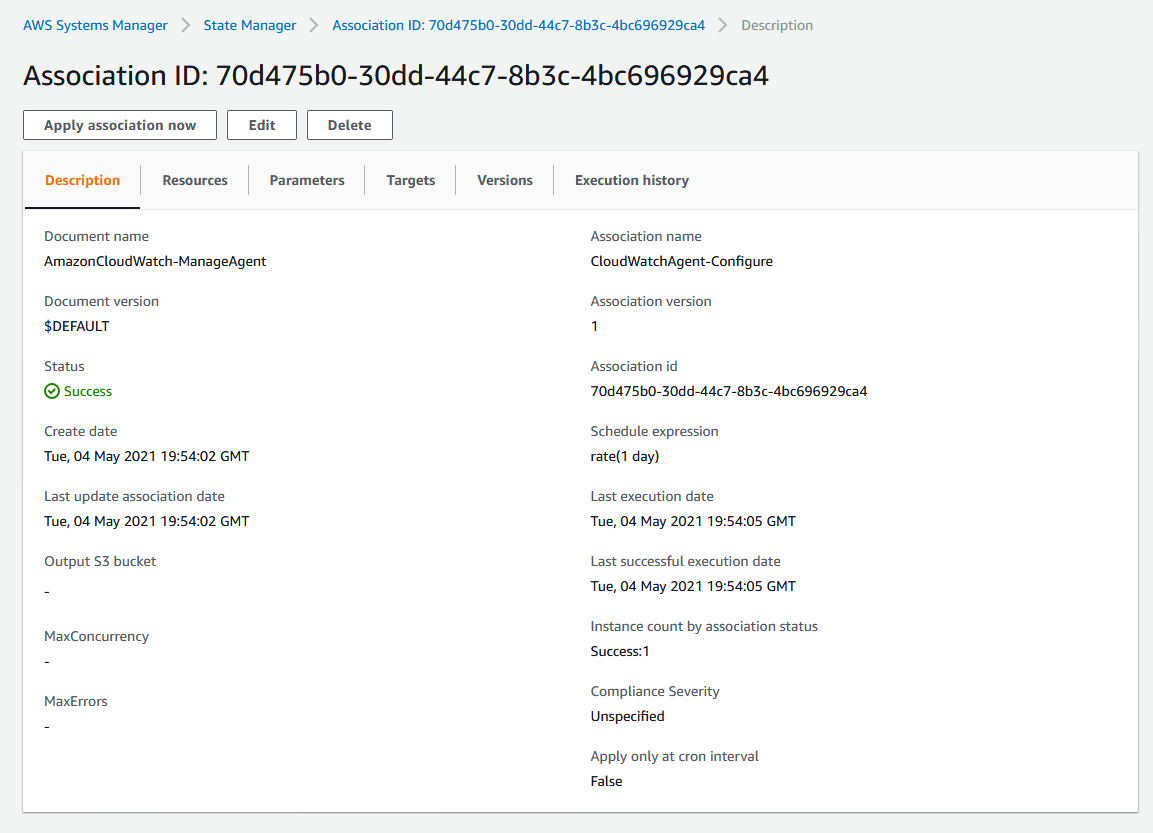 AWS Systems Manager > State Manager > Association ID: 70d475b0-30dd-44c7-8b3c-4bc696929ca4 > Description
Association ID: 70d475b0-30dd-44c7-8b3c-4bc696929ca4
Apply association now Edit Delete
Description Resources Parameters Targets Versions Execution history
Document name
AmazonCloudWatch-ManageAgent
Document version
$DEFAULT
Status
Success
Create date
Tue, 04 May 2021 19:54:02 GMT
Last update association date
Tue, 04 May 2021 19:54:02 GMT
Output S3 bucket
-
MaxConcurrency
-
MaxErrors
-
Association name
CloudWatchAgent-Configure
Association version
1
Association id
70d475b0-30dd-44c7-8b3c-4bc696929ca4
Schedule expression
rate(1 day)
Last execution date
Tue, 04 May 2021 19:54:05 GMT
Last successful execution date
Tue, 04 May 2021 19:54:05 GMT
Instance count by association status
Success:1
Compliance Severity
Unspecified
Apply only at cron interval
False